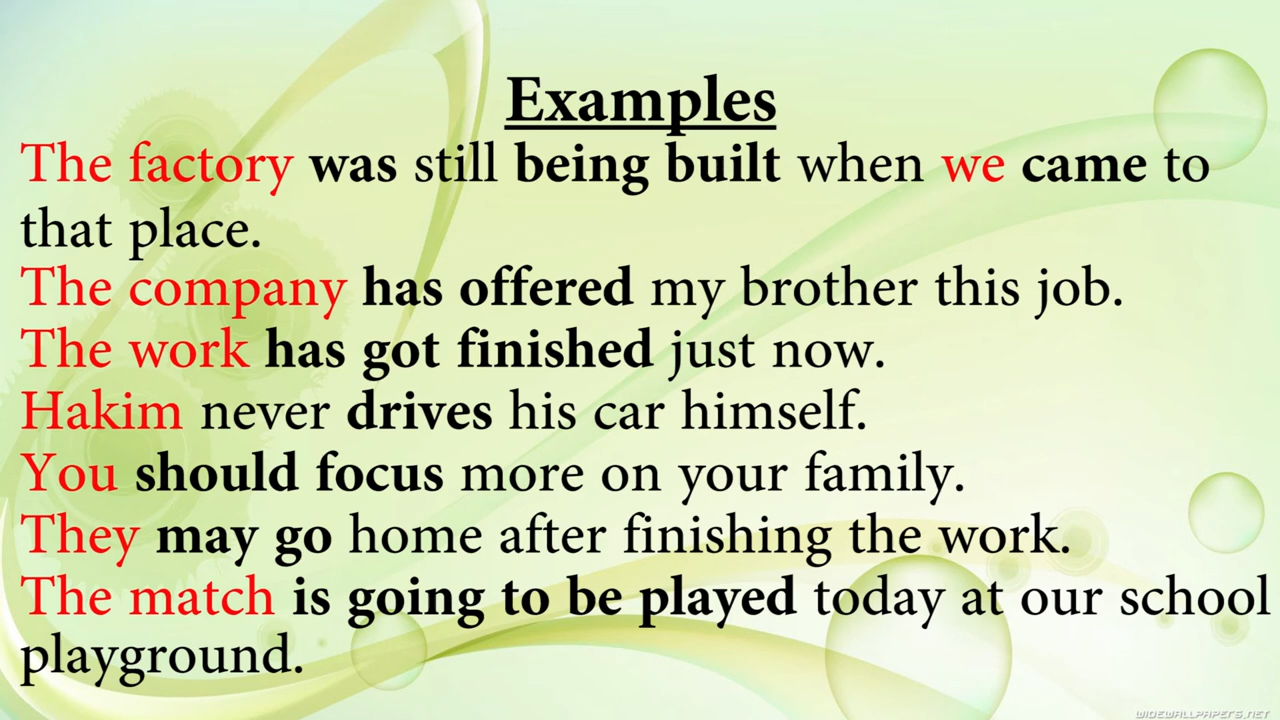 Examples
The factory was still being built when we came to
that place.
The company has offered my brother this job.
The work has got finished just now.
Hakim never drives his car himself.
You should focus more on your family.
They may go home after finishing the work.
The match is going to be played today at our school
playground.
WIDEWALLPAPERS.NET